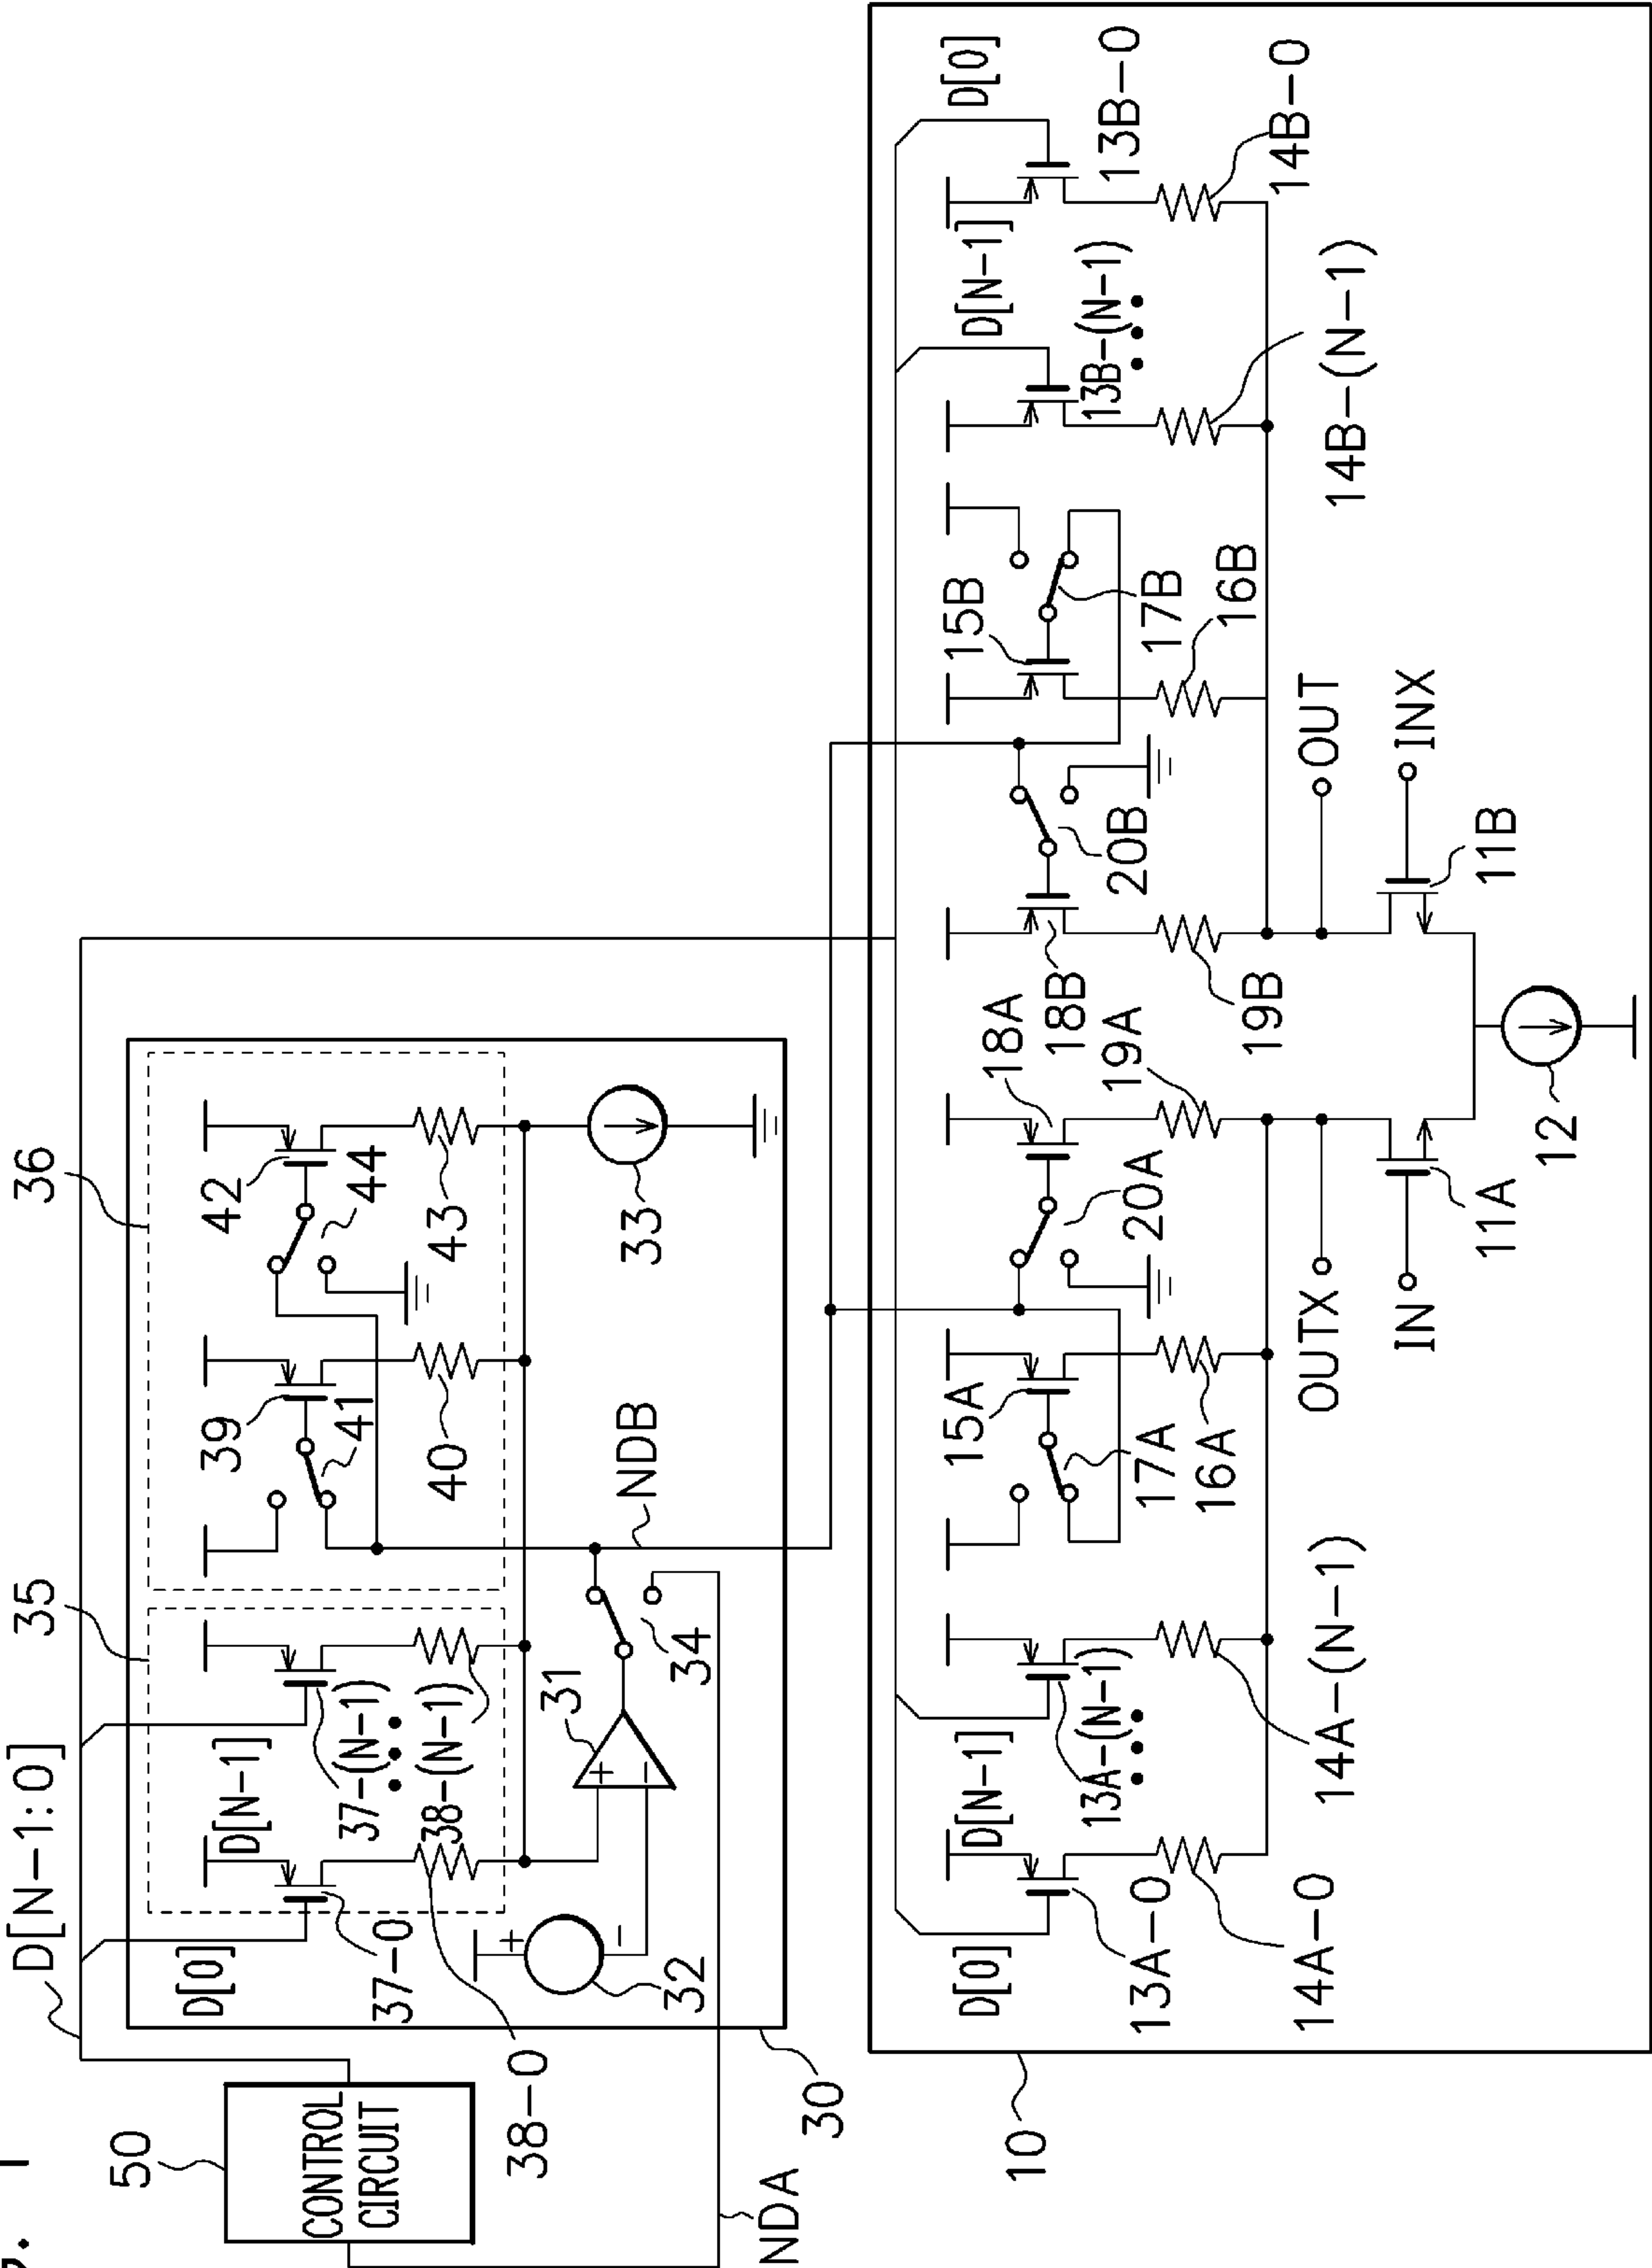 1
D[N-1:0]
35
36
50
CONTROL
CIRCUIT
D[0]
D[N-1]
37-0
37-(N-1)
38-0
38-(N-1)
39
41
40
42
44
43
33
31
34
32
NDB
NDA
30
10
D[0]
D[N-1]
13A-0
13A-(N-1)
14A-0
14A-(N-1)
15A
17A
16A
18A
20A
19A
18B
20B
19B
15B
17B
16B
D[N-1]
13B-(N-1)
14B-(N-1)
D[0]
13B-0
14B-0
OUTX
OUT
IN
INX
11A
11B
12